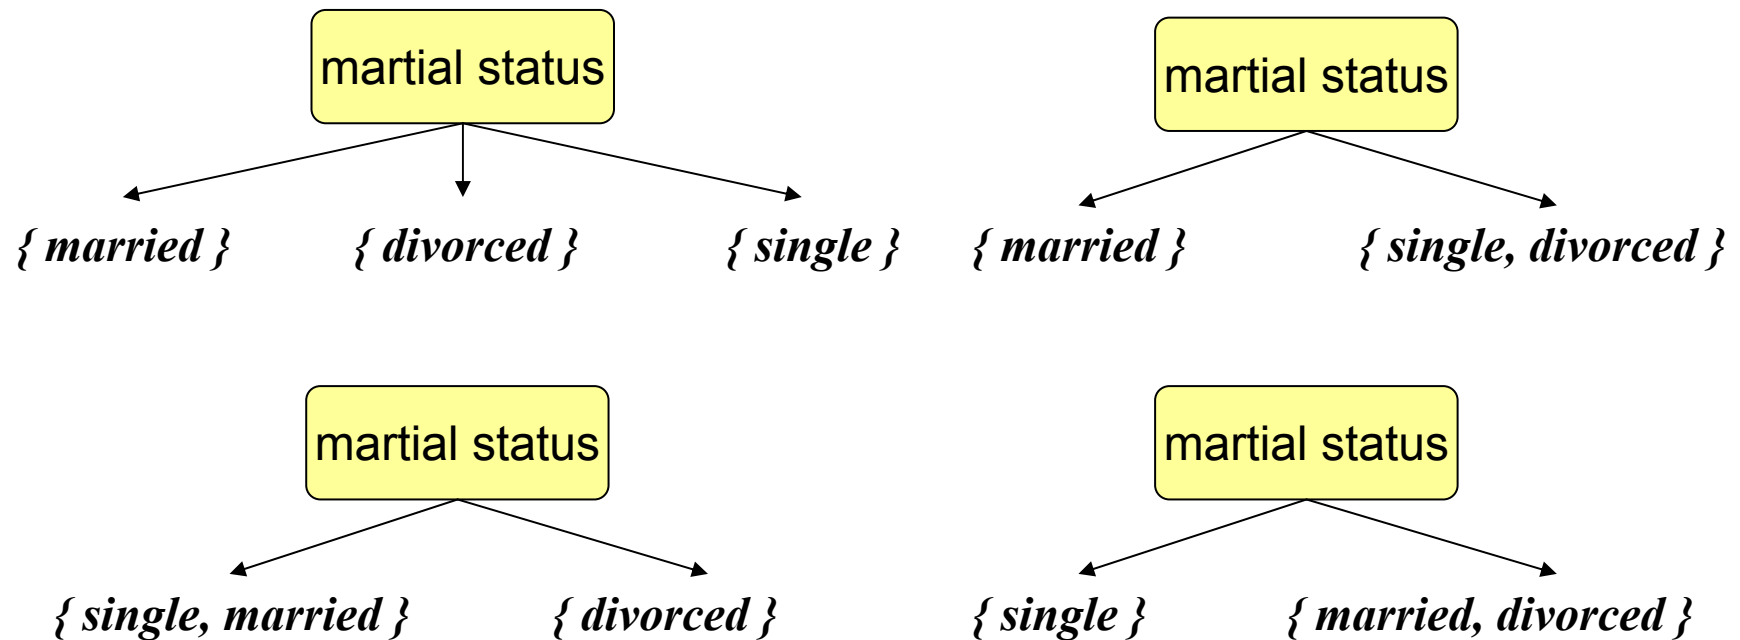 martial status
{ married } { divorced } { single }
martial status
{ married } { single, divorced }
martial status
{ single, married } { divorced }
martial status
{ single } { married, divorced }